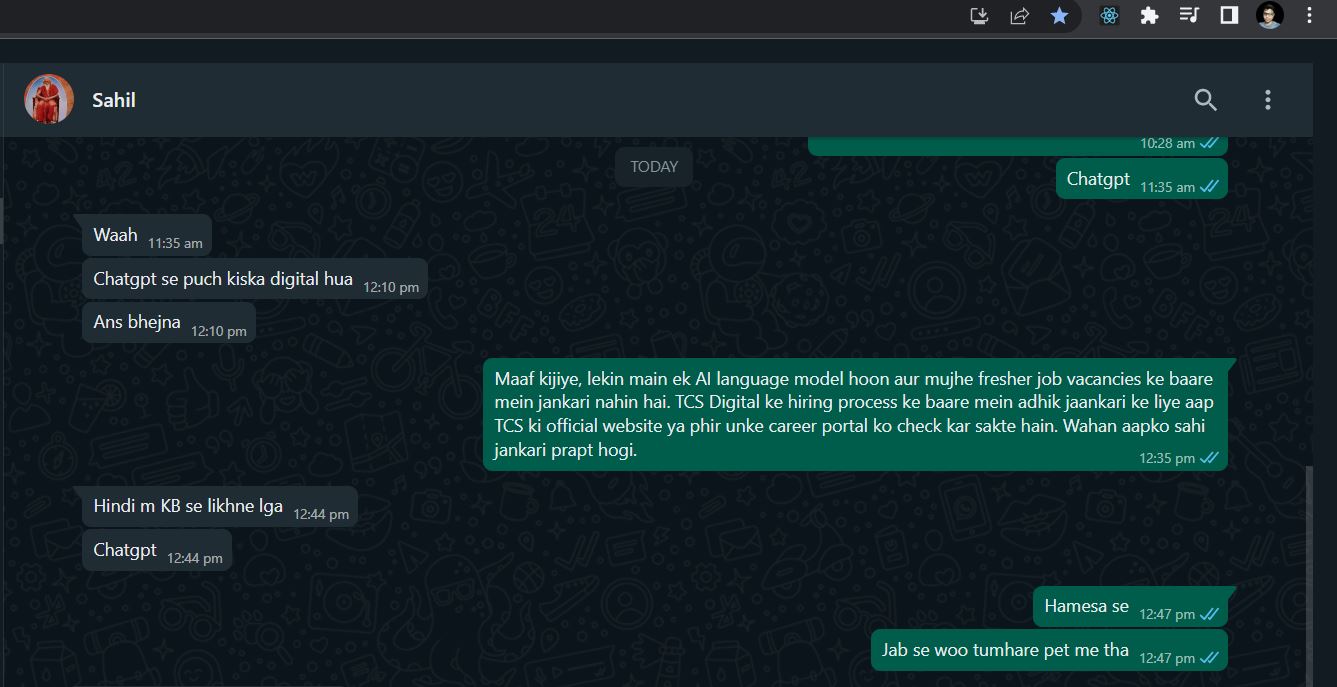 Sahil
10:28 am
TODAY
Chatgpt 11:35 am
Waah 11:35 am
Chatgpt se puch kiska digital hua 12:10 pm
Ans bhejna 12:10 pm
Maaf kijiye, lekin main ek AI language model hoon aur mujhe fresher job vacancies ke baare
mein jankari nahin hai. TCS Digital ke hiring process ke baare mein adhik jaankari ke liye aap
TCS ki official website ya phir unke career portal ko check kar sakte hain. Wahan aapko sahi
jankari prapt hogi.
12:35 pm
Hindi m KB se likhne lga 12:44 pm
Chatgpt 12:44 pm
Hamesa se 12:47 pm
Jab se woo tumhare pet me tha 12:47 pm